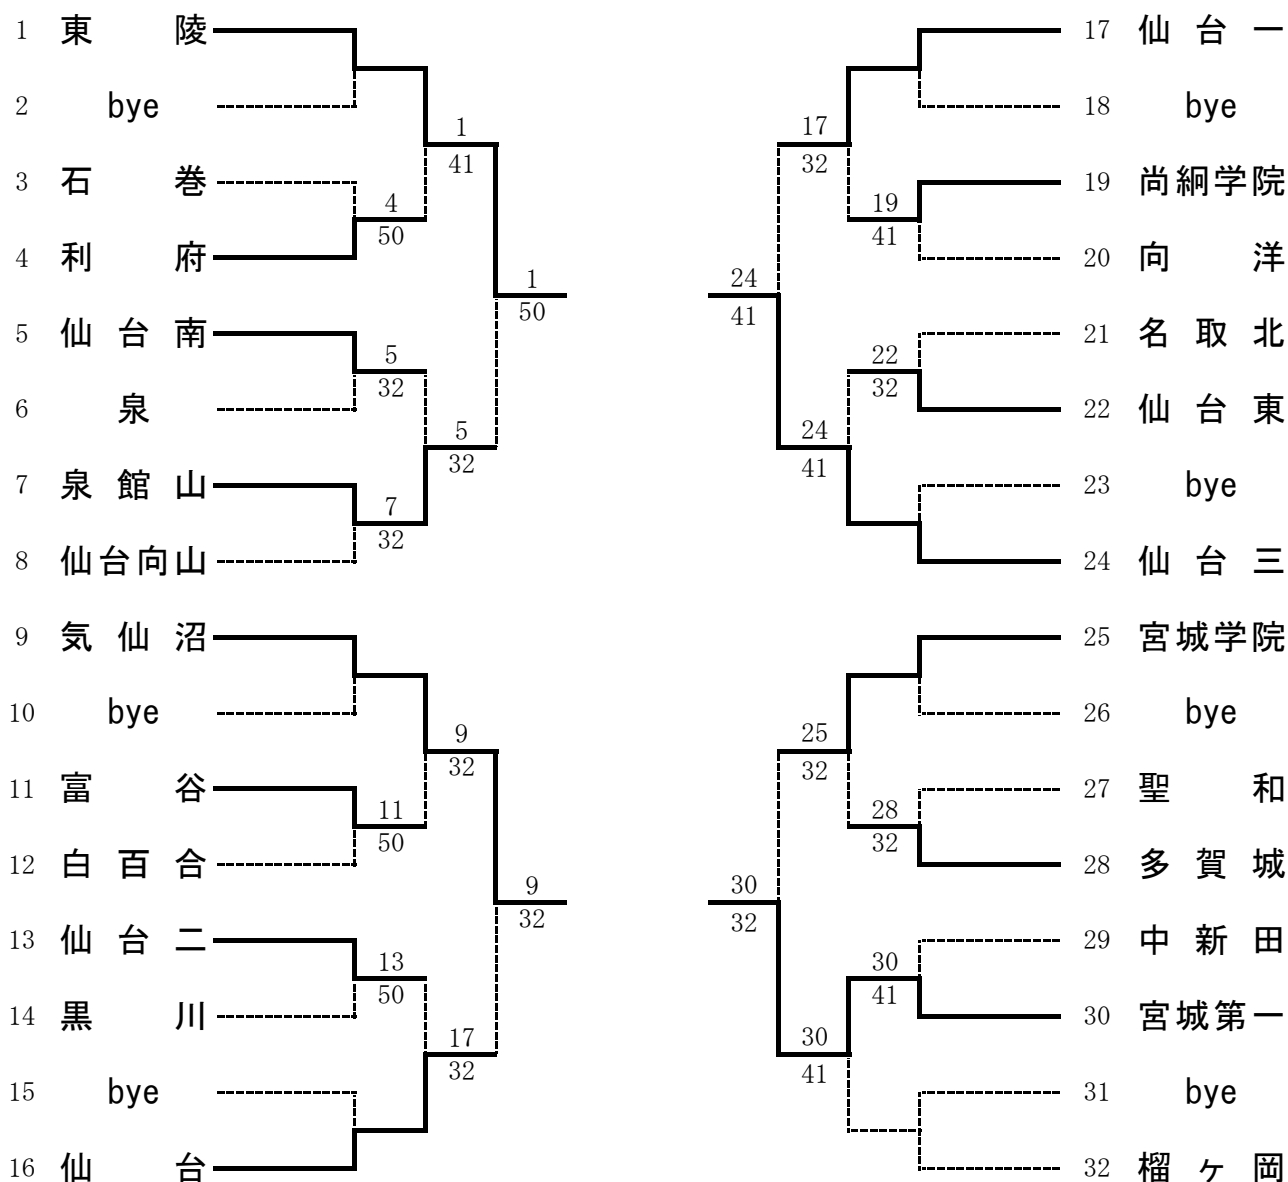 1 東 陵
2 bye
1
41
3 石 巻
4
50
4 利 府
1
50
5 仙 台 南
5
32
6 泉
5
32
7 泉 館 山
7
32
8 仙台向山
9 気 仙 沼
10 bye
9
32
11 富 谷
11
50
12 白 百 合
9
32
13 仙 台 二
13
50
14 黒 川
17
32
15 bye
16 仙 台
17 仙 台 一
18 bye
17
32
19 尚絅学院
19
41
20 向 洋
24
41
21 名 取 北
22
32
22 仙 台 東
24
41
23 bye
24 仙 台 三
25 宮城学院
26 bye
25
32
27 聖 和
28
32
28 多 賀 城
30
32
29 中 新 田
30
41
30 宮城第一
30
41
31 bye
32 榴 ヶ 岡